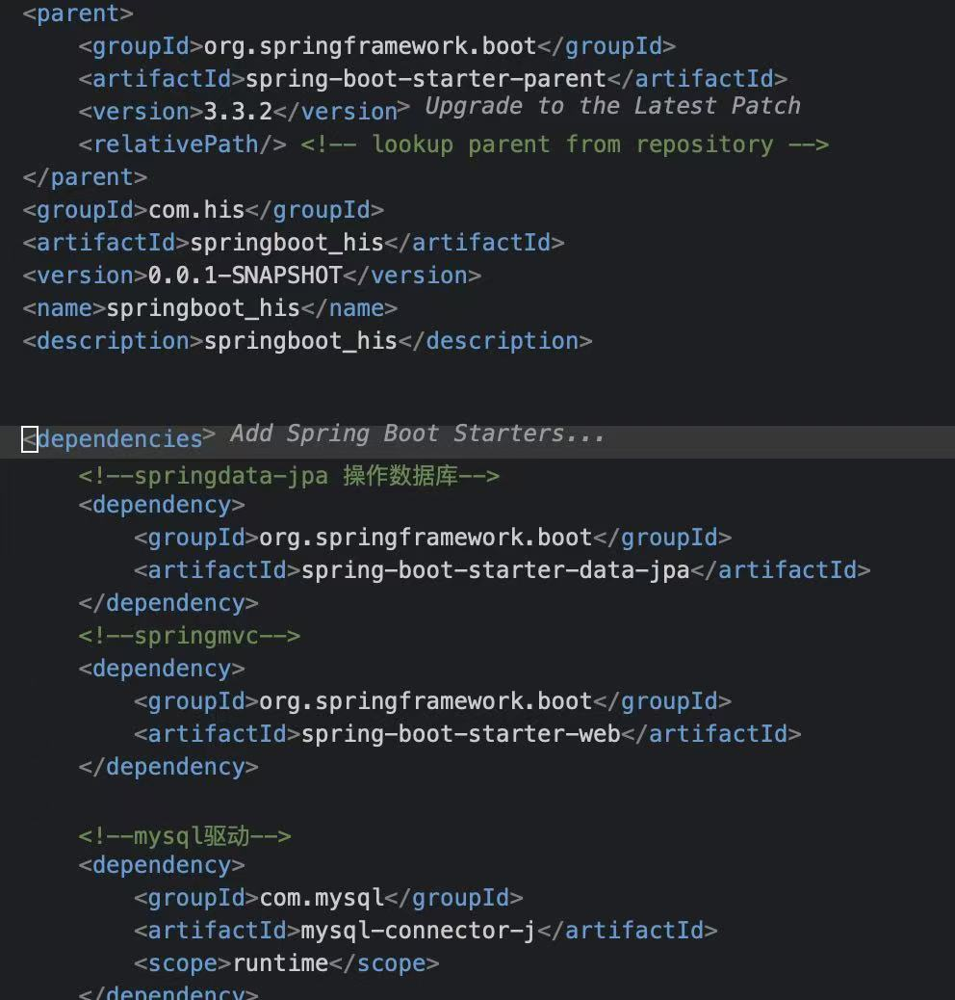 <parent>
    <groupId>org.springframework.boot</groupId>
    <artifactId>spring-boot-starter-parent</artifactId>
    <version>3.3.2</version> Upgrade to the Latest Patch
    <relativePath/> <!-- lookup parent from repository -->
</parent>
<groupId>com.his</groupId>
<artifactId>springboot_his</artifactId>
<version>0.0.1-SNAPSHOT</version>
<name>springboot_his</name>
<description>springboot_his</description>
<dependencies> Add Spring Boot Starters...
    <!--springdata-jpa 操作数据库-->
    <dependency>
        <groupId>org.springframework.boot</groupId>
        <artifactId>spring-boot-starter-data-jpa</artifactId>
    </dependency>
    <!--springmvc-->
    <dependency>
        <groupId>org.springframework.boot</groupId>
        <artifactId>spring-boot-starter-web</artifactId>
    </dependency>
    <!--mysql驱动-->
    <dependency>
        <groupId>com.mysql</groupId>
        <artifactId>mysql-connector-j</artifactId>
        <scope>runtime</scope>
    </dependency>